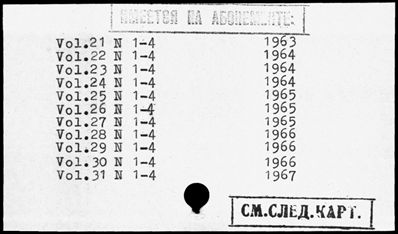 ИМЕЕТСЯ НА АБОНЕМЕНТЕ:
Vol.21 N 1-4 1963
Vol.22 N 1-4 1964
Vol.23 N 1-4 1964
Vol.24 N 1-4 1964
Vol.25 N 1-4 1965
Vol.26 N 1-4 1965
Vol.27 N 1-4 1965
Vol.28 N 1-4 1966
Vol.29 N 1-4 1966
Vol.30 N 1-4 1966
Vol.31 N 1-4 1967
СМ.СЛЕД.КАРТ.